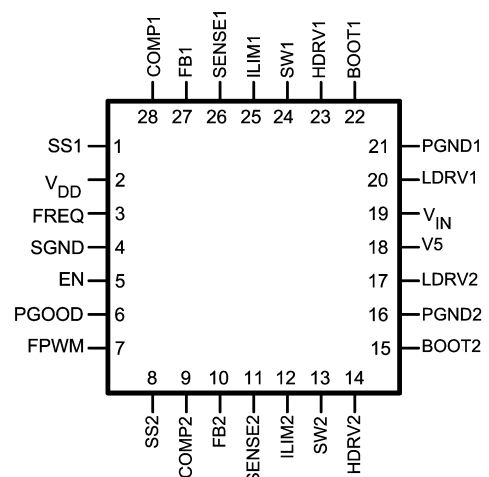 COMP1
FB1
SENSE1
ILIM1
SW1
HDRV1
BOOT1
28 27 26 25 24 23 22
SS1 1 21 PGND1
VDD 2 20 LDRV1
FREQ 3 19 VIN
SGND 4 18 V5
EN 5 17 LDRV2
PGOOD 6 16 PGND2
FPWM 7 15 BOOT2
8 9 10 11 12 13 14
SS2
COMP2
FB2
SENSE2
ILIM2
SW2
HDRV2